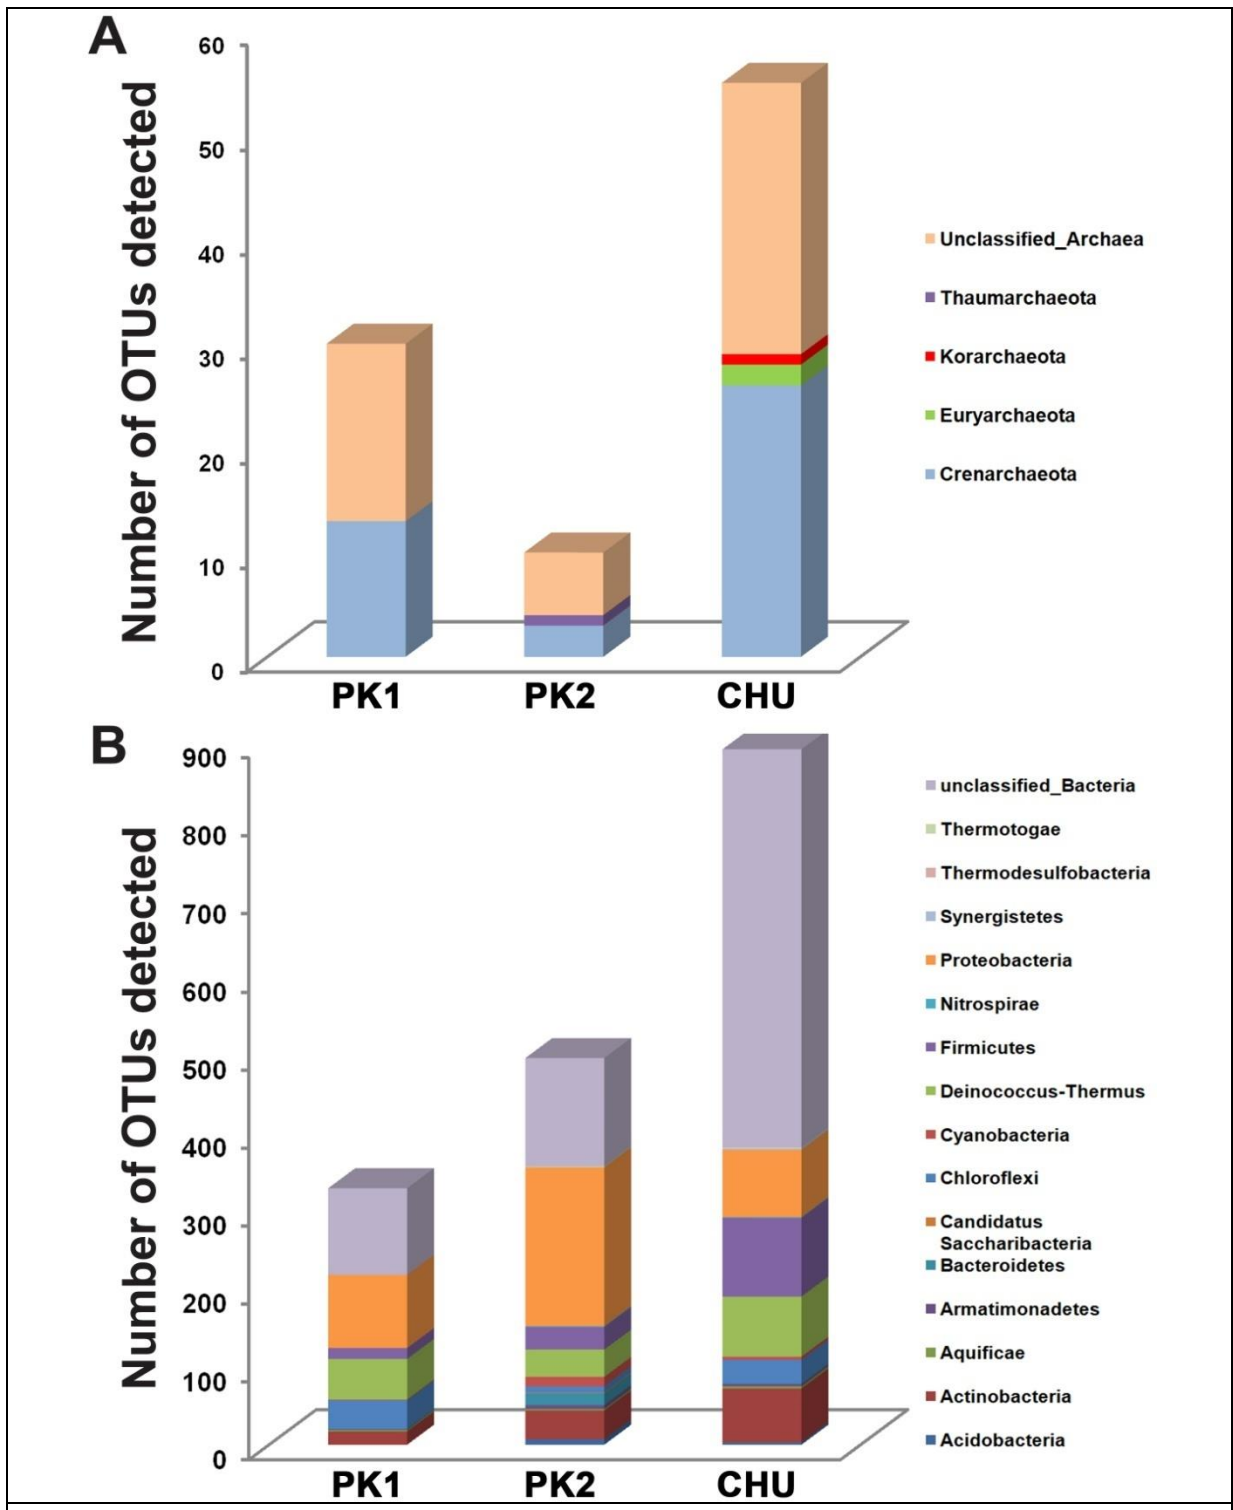 A
Number of OTUs detected
60
50
40
30
20
10
0
PK1 PK2 CHU
Unclassified_Archaea
Thaumarchaeota
Korarchaeota
Euryarchaeota
Crenarchaeota
B
Number of OTUs detected
900
800
700
600
500
400
300
200
100
0
PK1 PK2 CHU
unclassified_Bacteria
Thermotogae
Thermodesulfobacteria
Synergistetes
Proteobacteria
Nitrospirae
Firmicutes
Deinococcus-Thermus
Cyanobacteria
Chloroflexi
Candidatus
Saccharibacteria
Bacteroidetes
Armatimonadetes
Aquificae
Actinobacteria
Acidobacteria